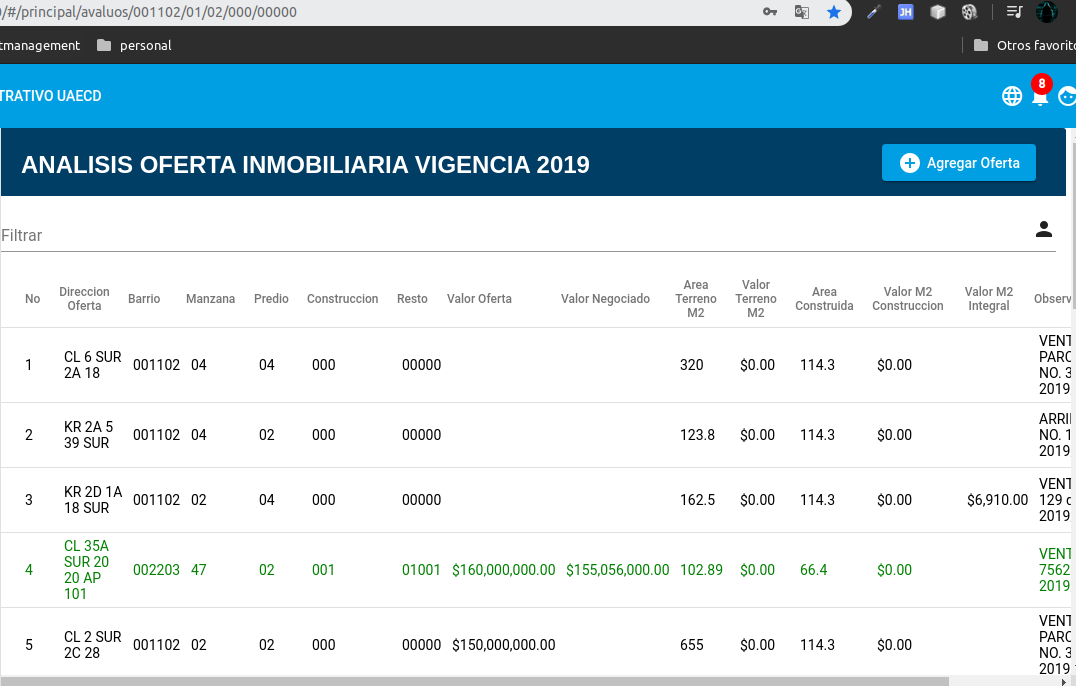 /#/principal/avaluos/001102/01/02/000/00000
JH
tmanagement personal Otros favorito
TRATIVO UAECD 8
ANALISIS OFERTA INMOBILIARIA VIGENCIA 2019 Agregar Oferta
Filtrar
No Direccion Oferta Barrio Manzana Predio Construccion Resto Valor Oferta Valor Negociado Area Terreno M2 Valor Terreno M2 Area Construida Valor M2 Construccion Valor M2 Integral Observ
1 CL 6 SUR 2A 18 001102 04 04 000 00000 320 $0.00 114.3 $0.00 VENT PARQ NO. 3 2019
2 KR 2A 5 39 SUR 001102 04 02 000 00000 123.8 $0.00 114.3 $0.00 ARRI NO. 1 2019
3 KR 2D 1A 18 SUR 001102 02 04 000 00000 162.5 $0.00 114.3 $0.00 $6,910.00 VENT 129 c 2019
4 CL 35A SUR 20 20 AP 101 002203 47 02 001 01001 $160,000,000.00 $155,056,000.00 102.89 $0.00 66.4 $0.00 VENT 7562 2019
5 CL 2 SUR 2C 28 001102 02 02 000 00000 $150,000,000.00 655 $0.00 114.3 $0.00 VENT PARQ NO. 3 2019